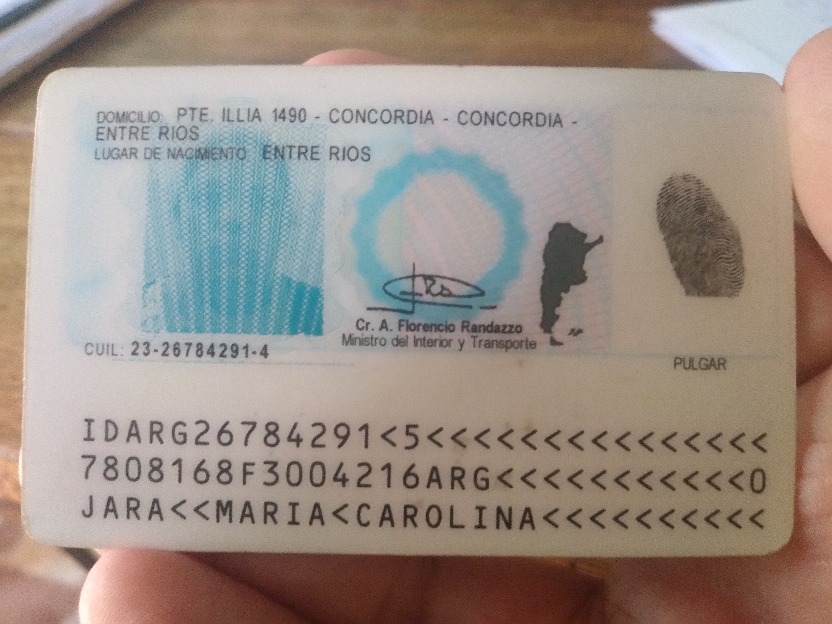 DOMICILIO: PTE. ILLIA 1490 - CONCORDIA - CONCORDIA -
ENTRE RIOS
LUGAR DE NACIMIENTO ENTRE RIOS
Cr. A. Florencio Randazzo
Ministro del Interior y Transporte
CUIL: 23-26784291-4
PULGAR
IDARG26784291<5<<<<<<<<<<<<<<<
7808168F3004216ARG<<<<<<<<<<<0
JARA<<MARIA<CAROLINA<<<<<<<<<<